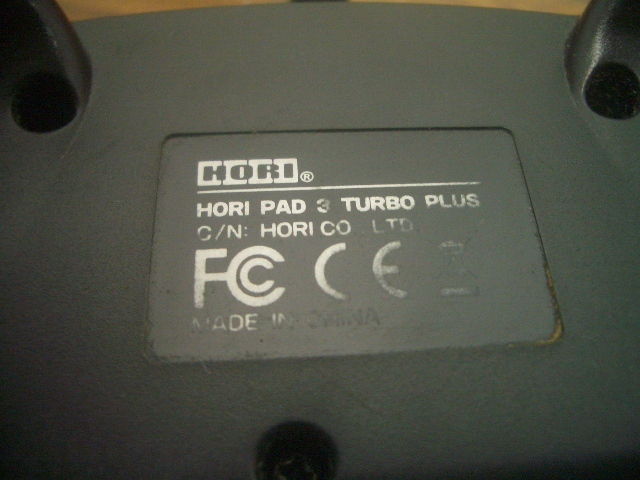 HORI®
HORI PAD 3 TURBO PLUS
C/N: HORI CO LTD
FC CE
MADE IN CHINA